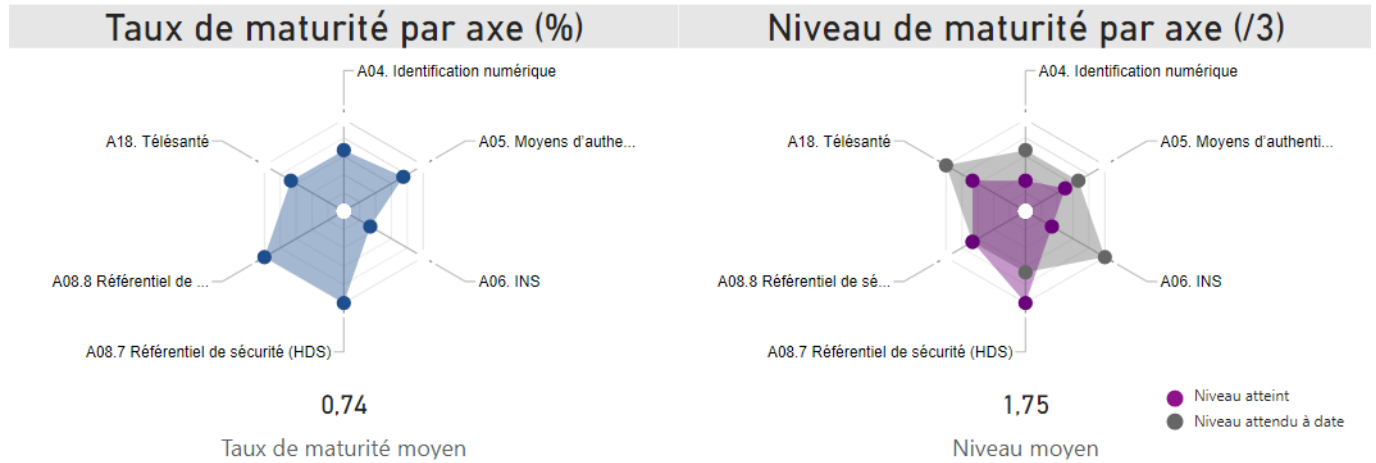 Taux de maturité par axe (%)
Niveau de maturité par axe (/3)
A04. Identification numérique
A18. Télésanté
A05. Moyens d'authe...
A08.8 Référentiel de ...
A06. INS
A08.7 Référentiel de sécurité (HDS)
0,74
Taux de maturité moyen
A04. Identification numérique
A18. Télésanté
A05. Moyens d'authenti...
A08.8 Référentiel de sé...
A06. INS
A08.7 Référentiel de sécurité (HDS)
1,75
Niveau moyen
Niveau atteint
Niveau attendu à date